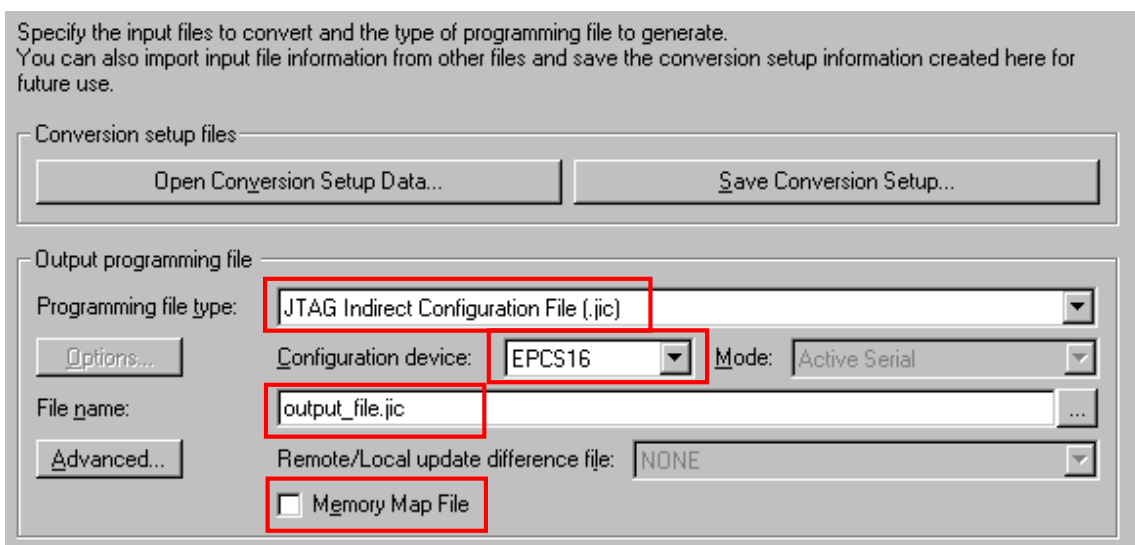 Specify the input files to convert and the type of programming file to generate.
You can also import input file information from other files and save the conversion setup information created here for
future use.
Conversion setup files
Open Conversion Setup Data...
Save Conversion Setup...
Output programming file
Programming file type:
JTAG Indirect Configuration File (.jic)
Options...
Configuration device:
EPCS16
Mode:
Active Serial
File name:
output_file.jic
...
Advanced...
Remote/Local update difference file:
NONE
Memory Map File